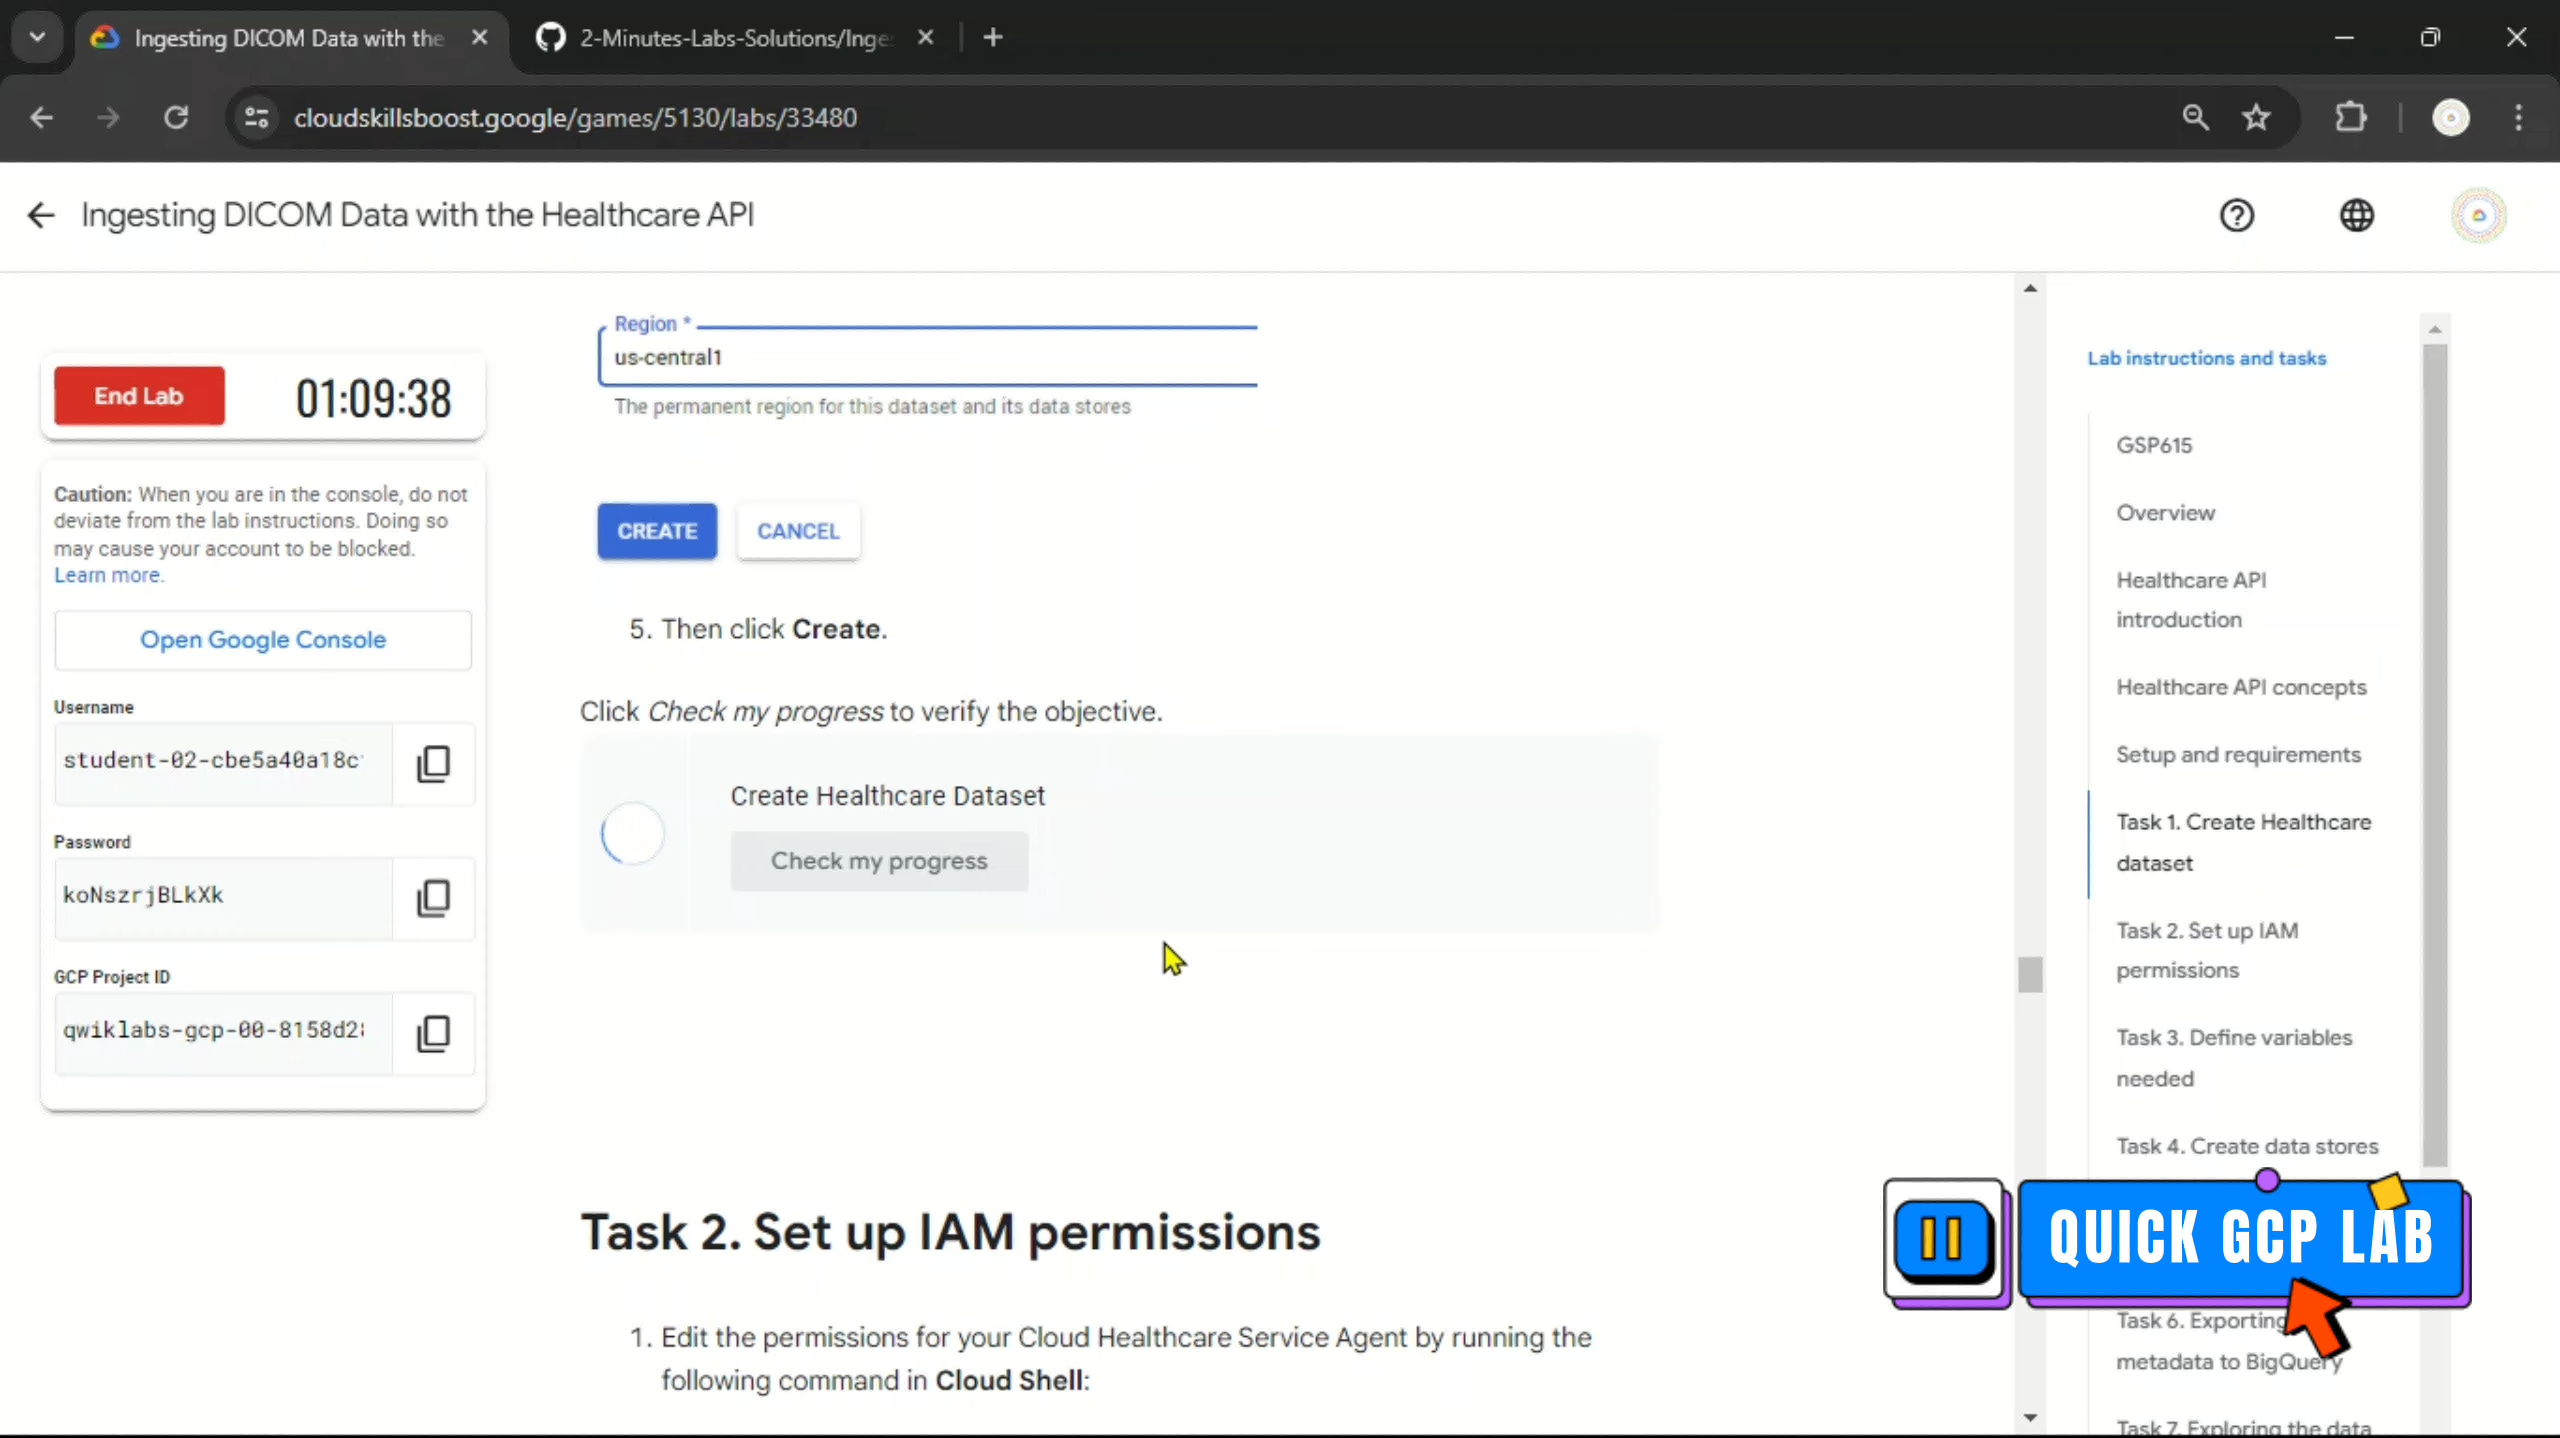 Ingesting DICOM Data with the
2-Minutes-Labs-Solutions/Inge
cloudskillsboost.google/games/5130/labs/33480
Ingesting DICOM Data with the Healthcare API
End Lab
01:09:38
Caution: When you are in the console, do not
deviate from the lab instructions. Doing so
may cause your account to be blocked.
Learn more.
Open Google Console
Username
student-02-cbe5a40a18c
Password
koNszrjBLkXk
GCP Project ID
qwiklabs-gcp-00-8158d2
Region *
us-central1
The permanent region for this dataset and its data stores
CREATE
CANCEL
5. Then click Create.
Click Check my progress to verify the objective.
Create Healthcare Dataset
Check my progress
Task 2. Set up IAM permissions
1. Edit the permissions for your Cloud Healthcare Service Agent by running the
following command in Cloud Shell:
Lab instructions and tasks
GSP615
Overview
Healthcare API
introduction
Healthcare API concepts
Setup and requirements
Task 1. Create Healthcare
dataset
Task 2. Set up IAM
permissions
Task 3. Define variables
needed
Task 4. Create data stores
QUICK GCP LAB
Task 6. Exporting
metadata to BigQuery
Task 7. Exploring the data